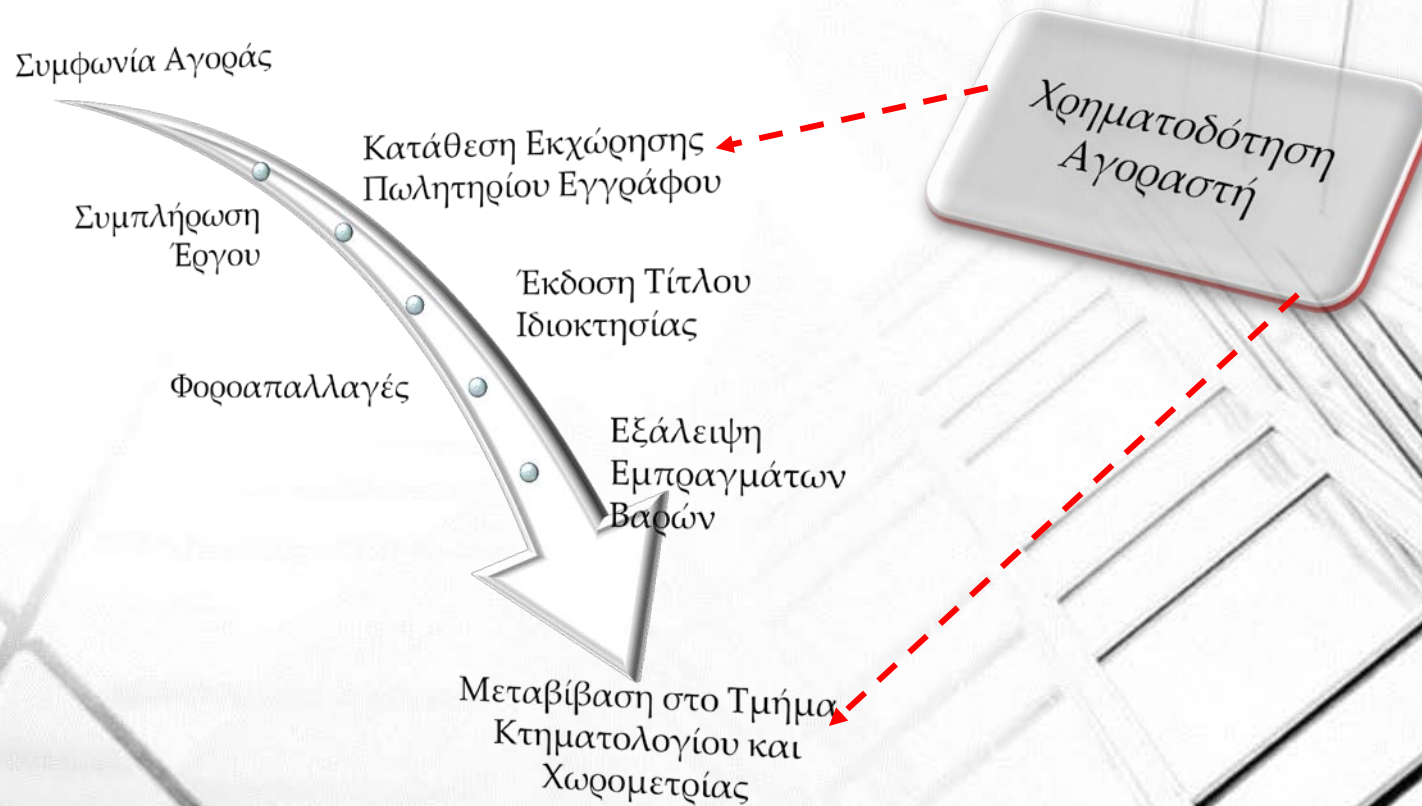 Συμφωνία Αγοράς
Χρηματοδότηση
Αγοραστή
Κατάθεση Εκχώρησης
Πωλητηρίου Εγγράφου
Συμπλήρωση
Έργου
Έκδοση Τίτλου
Ιδιοκτησίας
Φοροαπαλλαγές
Εξάλειψη
Εμπραγμάτων
Βαρών
Μεταβίβαση στο Τμήμα
Κτηματολογίου και
Χωρομετρίας